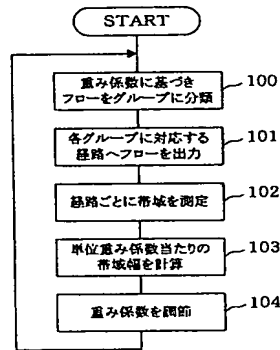 START
重み係数に基づき
フローをグループに分類
100
各グループに対応する
経路へフローを出力
101
経路ごとに帯域を測定
102
単位重み係数当たりの
帯域幅を計算
103
重み係数を調節
104